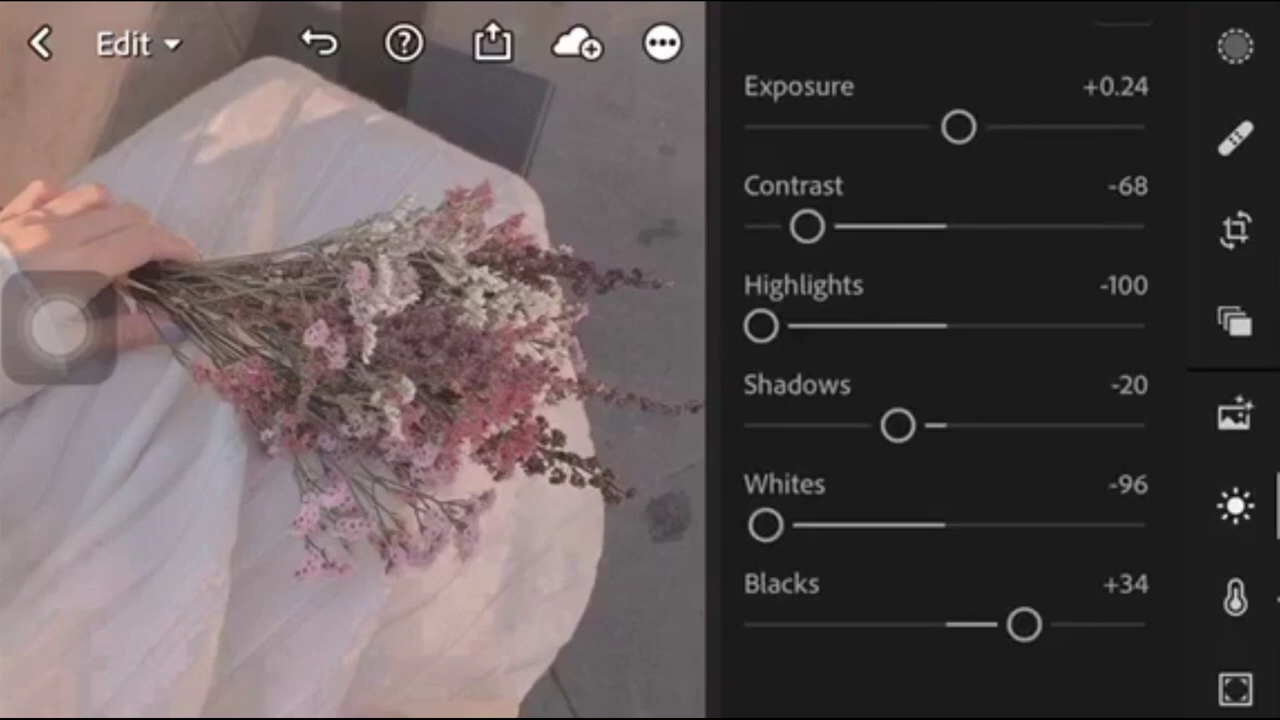 Edit
Exposure +0.24
Contrast -68
Highlights -100
Shadows -20
Whites -96
Blacks +34